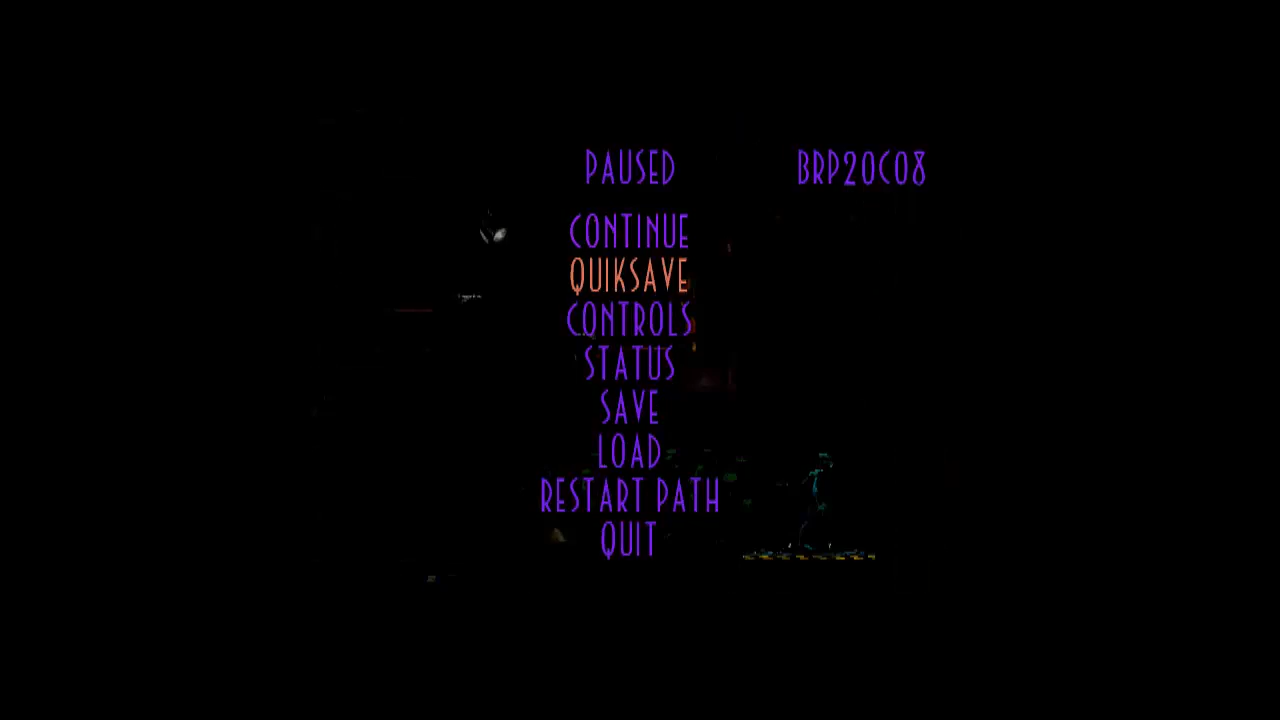 PAUSED BRP20C08
CONTINUE
QUIKSAVE
CONTROLS
STATUS
SAVE
LOAD
RESTART PATH
QUIT